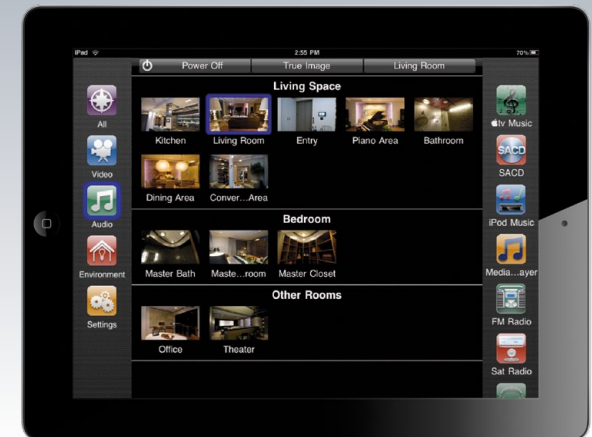 iPad 2:55 PM 70%
Power Off True Image Living Room
All
Video
Audio
Environment
Settings
Living Space
Kitchen Living Room Entry Piano Area Bathroom
Dining Area Conver...Area
Bedroom
Master Bath Maste...room Master Closet
Other Rooms
Office Theater
tv Music
SACD
SACD
iPod Music
Media...ayer
FM Radio
Sat Radio